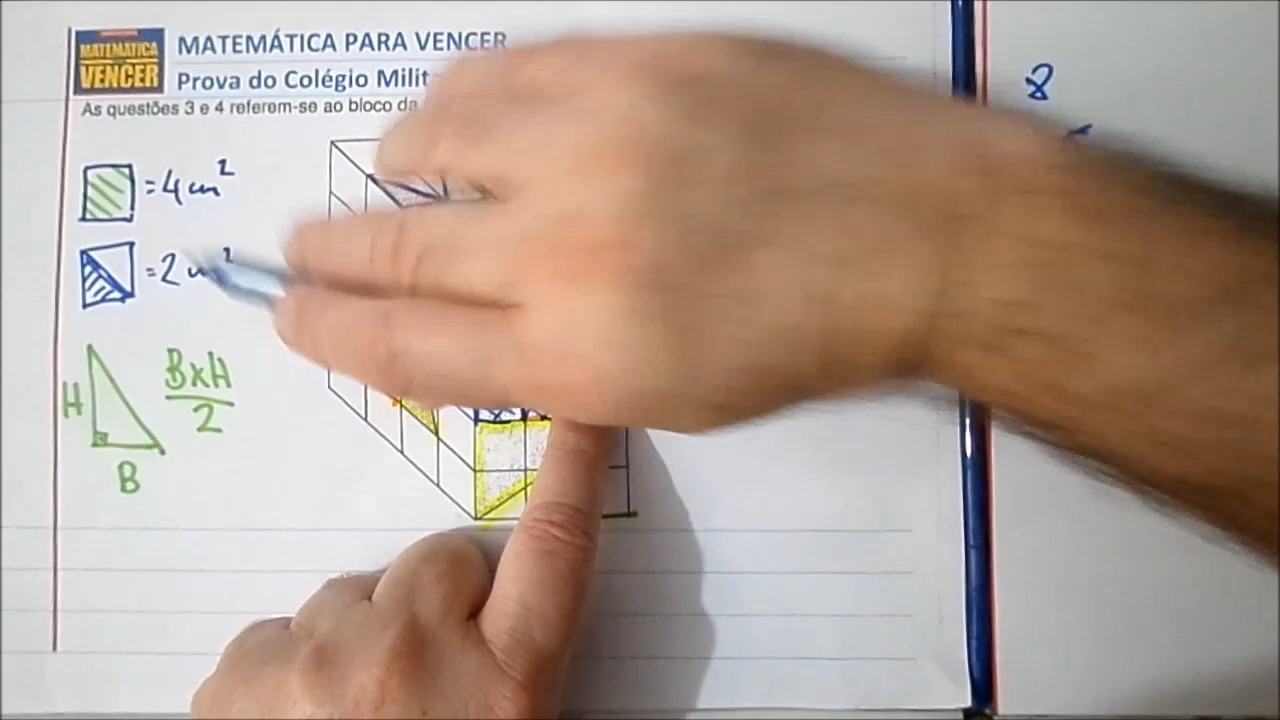 MATEMÁTICA
VENCER
MATEMÁTICA PARA VENCER
Prova do Colégio Milit
As questões 3 e 4 referem-se ao bloco da
8
= 4 cm²
= 2
H
B
BxH
2